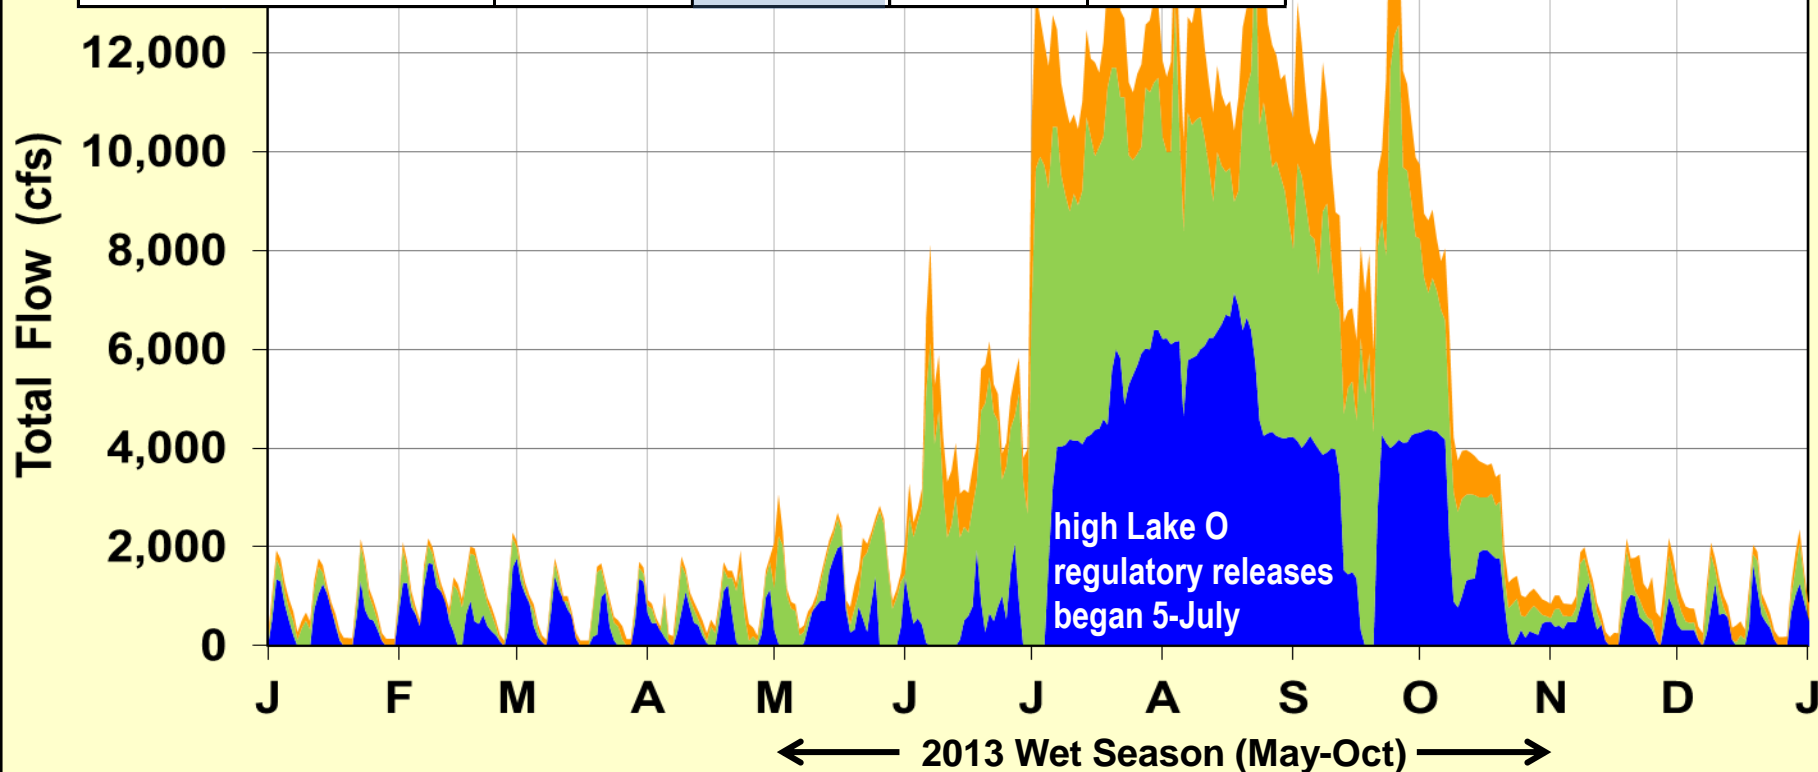 12,000
10,000
8,000
6,000
4,000
2,000
0
Total Flow (cfs)
high Lake O
regulatory releases
began 5-July
J F M A M J J A S O N D J
2013 Wet Season (May-Oct)